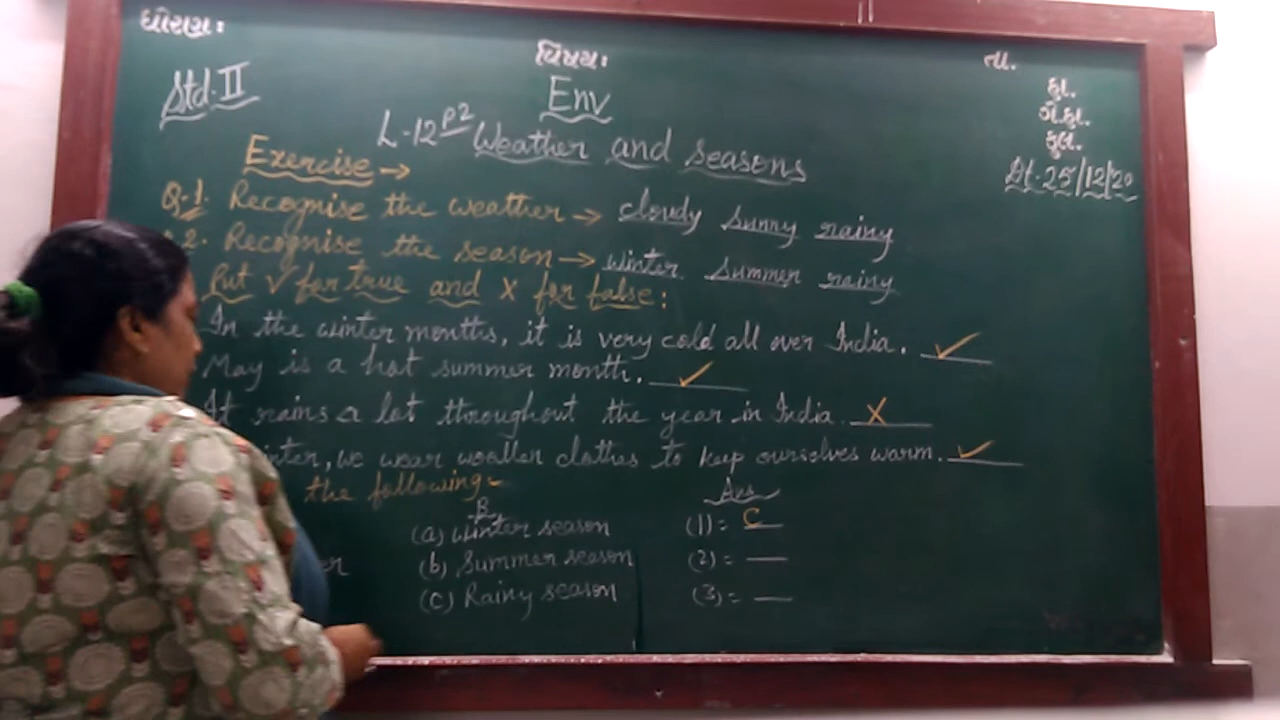 ધોરણઃ
વિષયઃ
તા.
Std. II
Env
હા.
ગે.હા.
કુલ.
L-12 P2 Weather and seasons
Dt. 25/12/20
Exercise →
Q-1. Recognise the weather → cloudy sunny rainy
2. Recognise the season → winter summer rainy
Put √ for true and X for false:
In the winter months, it is very cold all over India. ✓
May is a hot summer month. ✓
It rains a lot throughout the year in India. X
we wear woollen clothes to keep ourselves warm. ✓
the following:-
B Ans
(a) Winter season (1) = C
(b) Summer season (2) = __
(c) Rainy season (3) = __